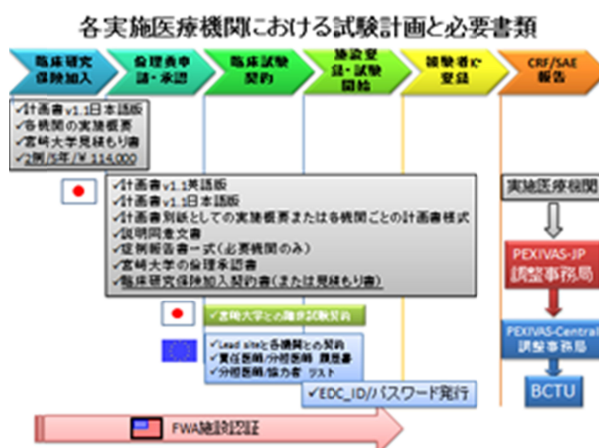 各実施医療機関における試験計画と必要書類
臨床研究
保険加入
倫理審査申
請・承認
臨床試験
契約
施設登
録・試験
開始
被験者IC
登録
CRF/SAE
報告
✓計画書v1.1日本語版
✓各機関の実施概要
✓宮崎大学見積もり書
✓2例/5年/￥114,000
✓計画書v1.1英語版
✓計画書v1.1日本語版
✓計画書別紙としての実施概要または各機関ごとの計画書様式
✓説明同意文書
✓症例報告書一式(必要機関のみ)
✓宮崎大学の倫理承認書
✓臨床研究保険加入契約書(または見積もり書)
実施医療機関
PEXIVAS-JP
調整事務局
✓宮崎大学との臨床試験契約
✓Lead siteと各機関との契約
✓責任医師/分担医師 履歴書
✓分担医師/協力者 リスト
PEXIVAS-Central
調整事務局
✓EDC_ID/パスワード発行
BCTU
FWA施設認証